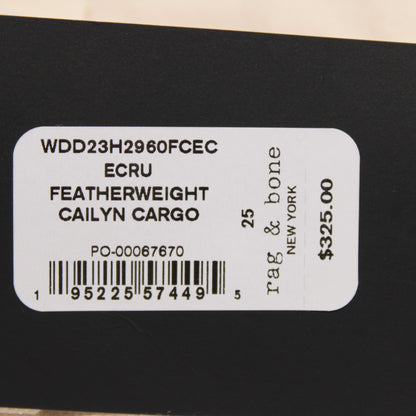 WDD23H2960FCEC
ECRU
FEATHERWEIGHT
CAILYN CARGO
PO-00067670
1 95225 57449 5
25
rag & bone
NEW YORK
$325.00